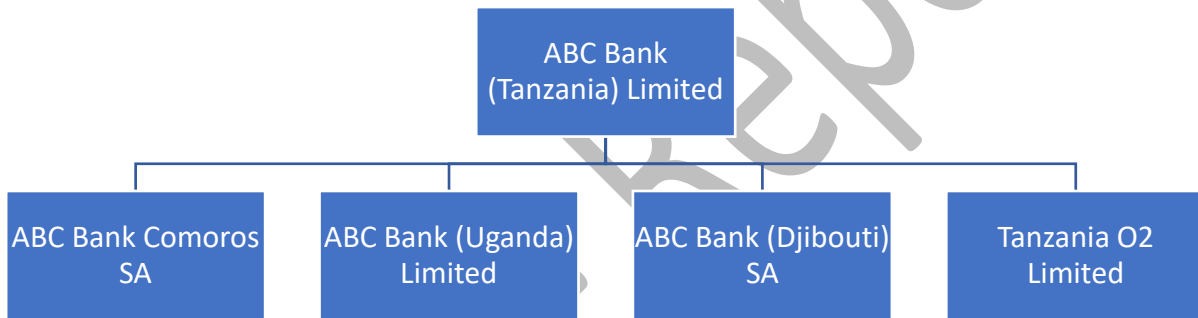 ABC Bank
(Tanzania) Limited
ABC Bank Comoros
SA
ABC Bank (Uganda)
Limited
ABC Bank (Djibouti)
SA
Tanzania O2
Limited